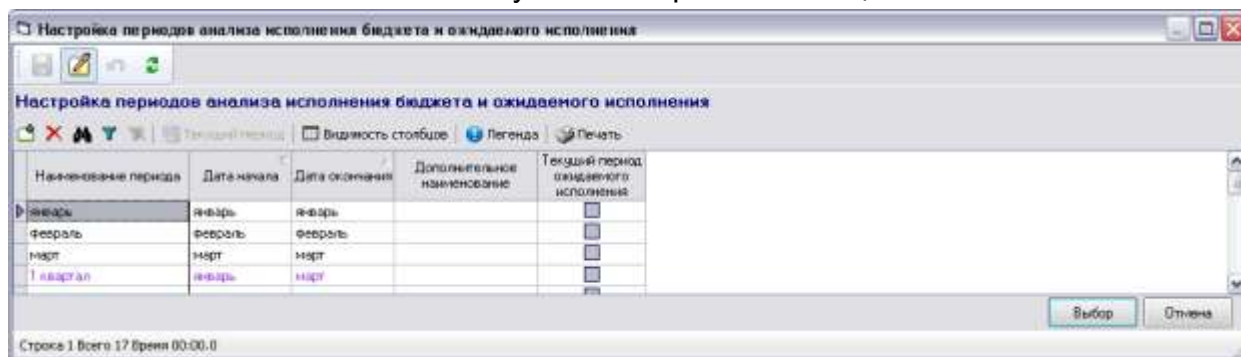 Настройка периодов анализа исполнения бюджета и ожидаемого исполнения
Настройка периодов анализа исполнения бюджета и ожидаемого исполнения
Текущий период Видимость столбцов Легенда Печать
Наименование периода Дата начала Дата окончания Дополнительное наименование Текущий период ожидаемого исполнения
январь январь январь
февраль февраль февраль
март март март
1 квартал январь март
Выбор Отмена
Строка 1 Всего 17 Время 00:00.0